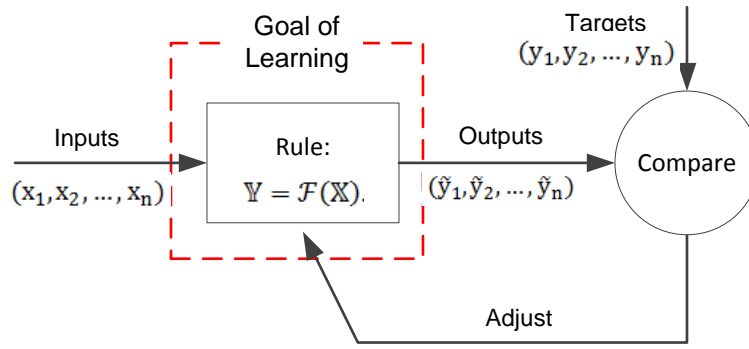 Goal of
Learning
Targets
(y₁,y₂, ..., yₙ)
Inputs
(x₁,x₂, ..., xₙ)
Rule:
𝕐 = ℱ(𝕏).
Outputs
(ỹ₁,ỹ₂, ..., ỹₙ)
Compare
Adjust